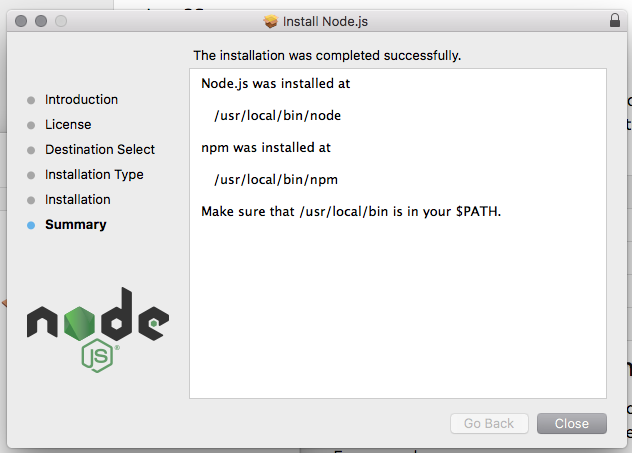 Install Node.js
The installation was completed successfully.
Introduction
License
Destination Select
Installation Type
Installation
Summary
Node.js was installed at
/usr/local/bin/node
npm was installed at
/usr/local/bin/npm
Make sure that /usr/local/bin is in your $PATH.
node
JS®
Go Back
Close